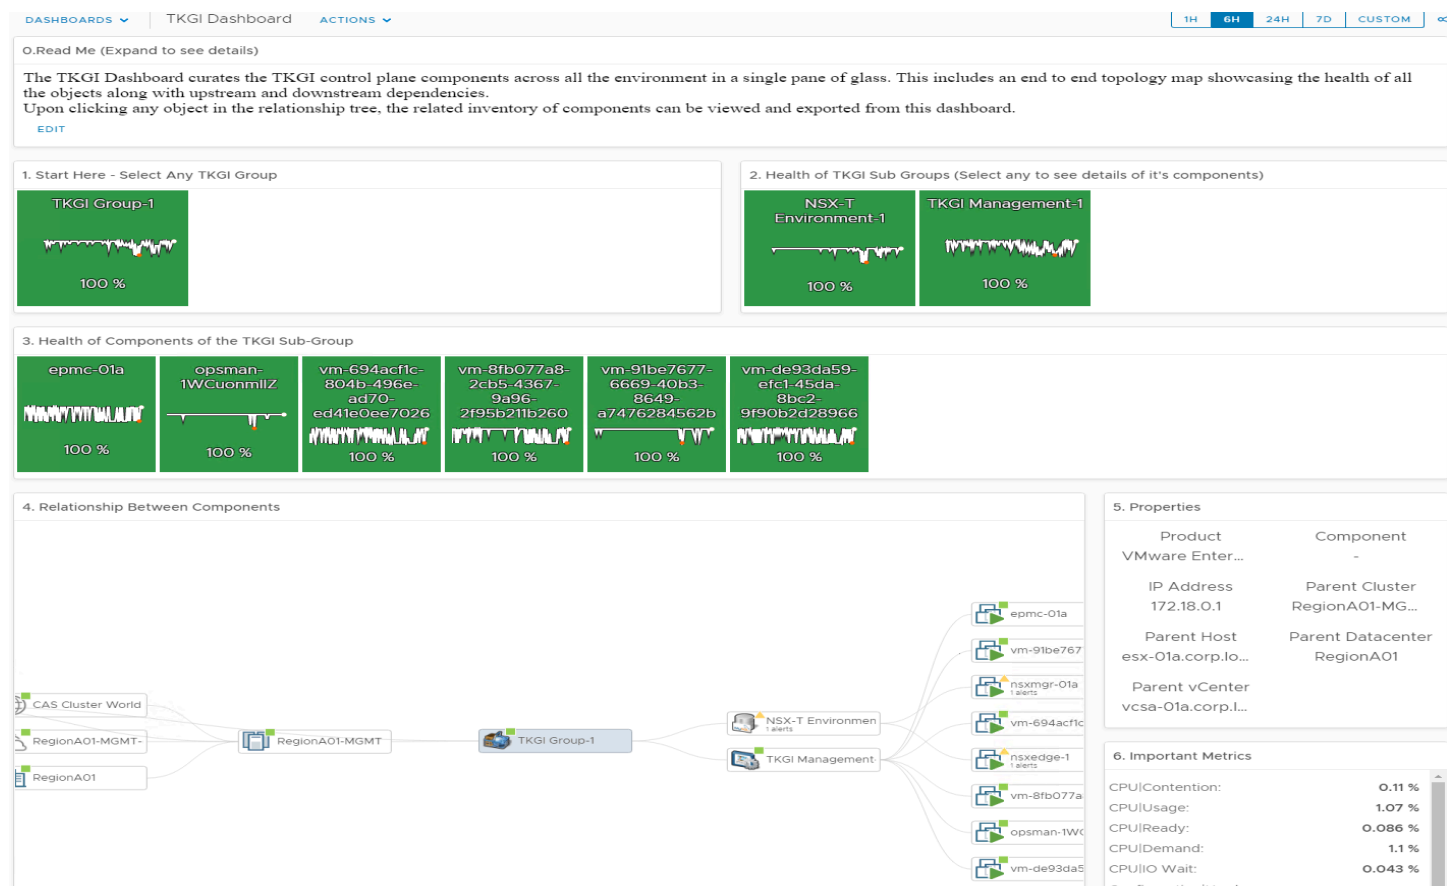 DASHBOARDS
TKGI Dashboard
ACTIONS
1H 6H 24H 7D CUSTOM
0.Read Me (Expand to see details)
The TKGI Dashboard curates the TKGI control plane components across all the environment in a single pane of glass. This includes an end to end topology map showcasing the health of all
the objects along with upstream and downstream dependencies.
Upon clicking any object in the relationship tree, the related inventory of components can be viewed and exported from this dashboard.
EDIT
1. Start Here - Select Any TKGI Group
TKGI Group-1
100 %
2. Health of TKGI Sub Groups (Select any to see details of it's components)
NSX-T
Environment-1
100 %
TKGI Management-1
100 %
3. Health of Components of the TKGI Sub-Group
epmc-01a
100 %
opsman-
1WCuonmlIZ
100 %
vm-694acf1c-
804b-496e-
ad70-
ed41e0ee7026
100 %
vm-8fb077a8-
2cb5-4367-
9a96-
2f95b211b260
100 %
vm-91be7677-
6669-40b3-
8649-
a7476284562b
100 %
vm-de93da59-
efc1-45da-
8bc2-
9f90b2d28966
100 %
4. Relationship Between Components
CAS Cluster World
RegionA01-MGMT-
RegionA01
RegionA01-MGMT
TKGI Group-1
NSX-T Environmen
1 alerts
TKGI Management-
epmc-01a
vm-91be767
nsxmgr-01a
1 alerts
vm-694acf1c
nsxedge-1
1 alerts
vm-8fb077a
opsman-1WC
vm-de93da5
5. Properties
Product
VMware Enter...
Component
-
IP Address
172.18.0.1
Parent Cluster
RegionA01-MG...
Parent Host
esx-01a.corp.lo...
Parent Datacenter
RegionA01
Parent vCenter
vcsa-01a.corp.l...
6. Important Metrics
CPU|Contention: 0.11 %
CPU|Usage: 1.07 %
CPU|Ready: 0.086 %
CPU|Demand: 1.1 %
CPU|IO Wait: 0.043 %